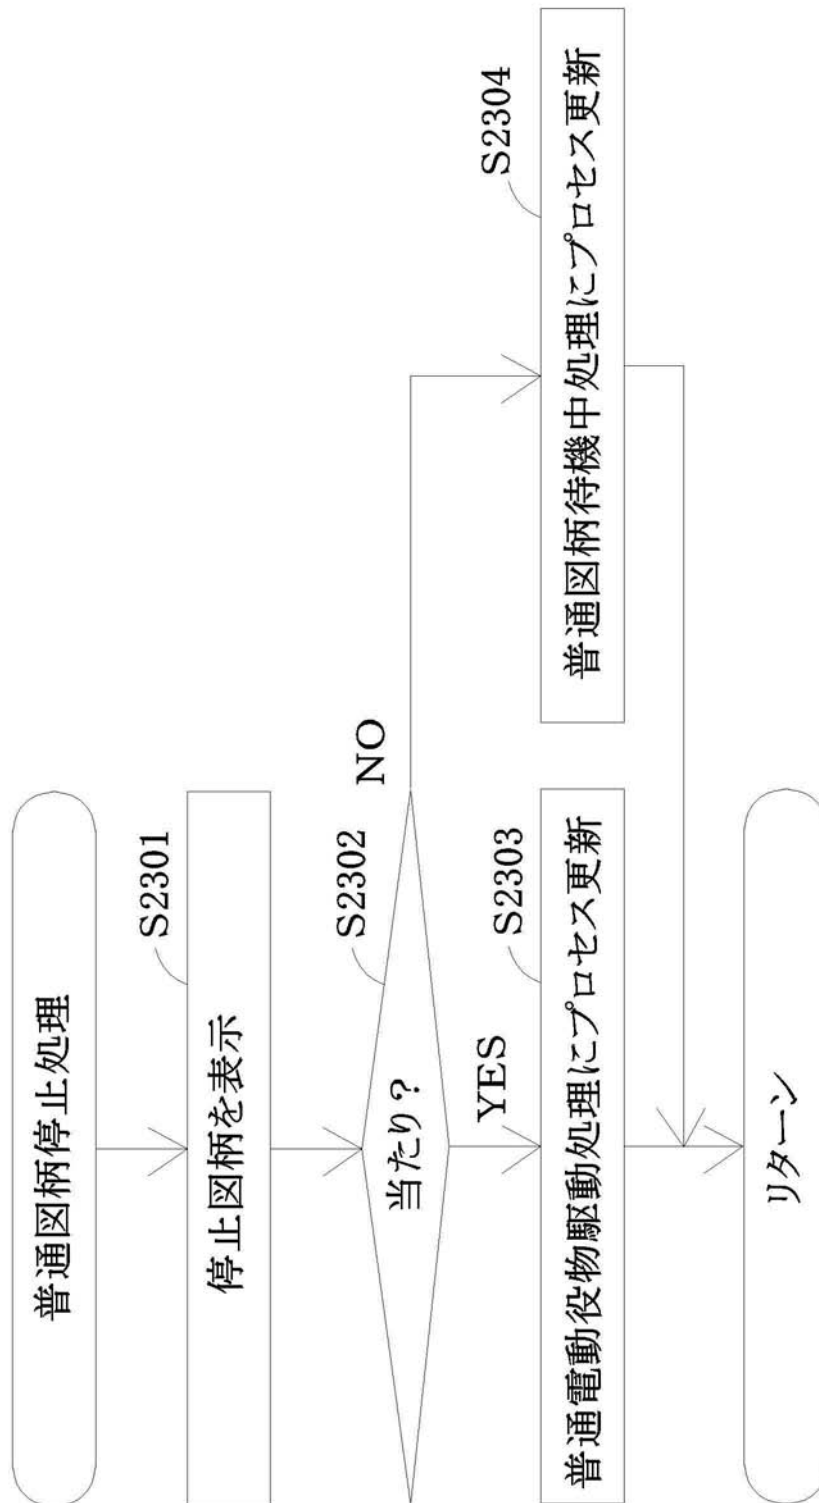 普通図柄停止処理
S2301
停止図柄を表示
S2302
当たり？
NO
YES
S2303
普通電動役物駆動処理にプロセス更新
S2304
普通図柄待機中処理にプロセス更新
リターン